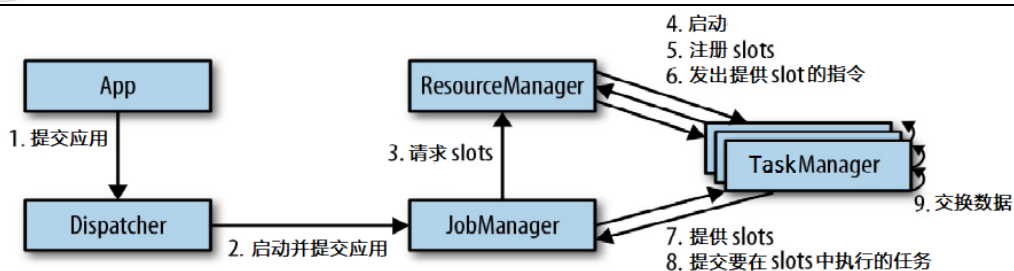 4. 启动
5. 注册 slots
6. 发出提供 slot 的指令
App
ResourceManager
1. 提交应用
3. 请求 slots
TaskManager
9. 交换数据
Dispatcher
JobManager
2. 启动并提交应用
7. 提供 slots
8. 提交要在 slots 中执行的任务